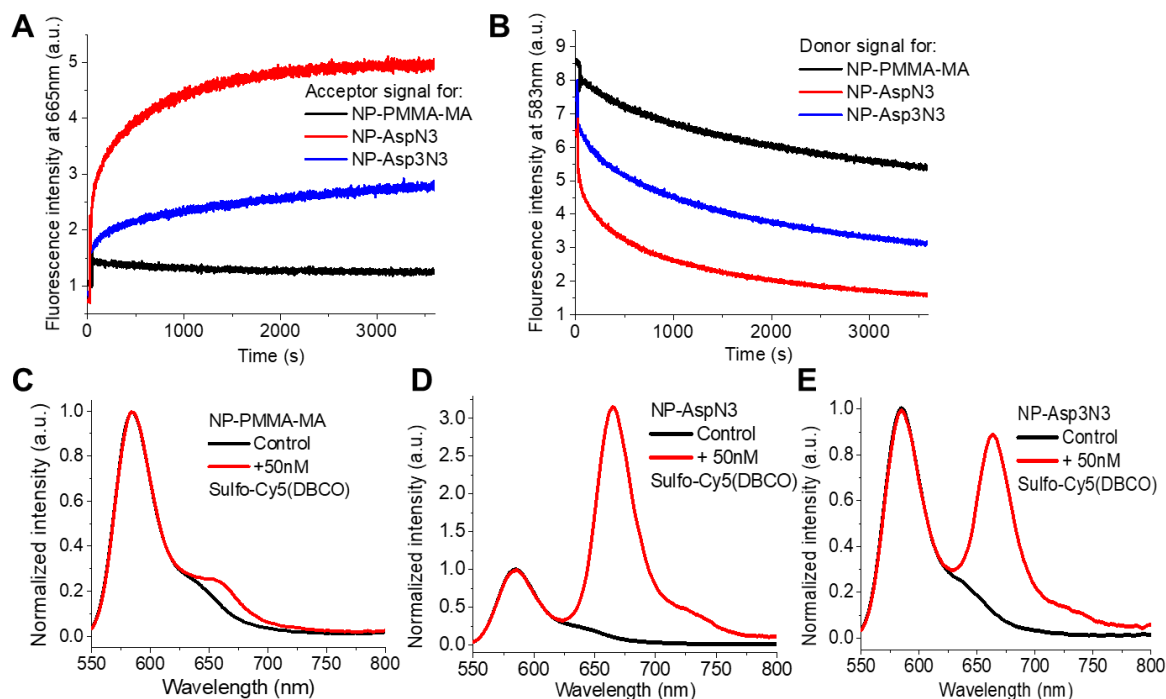 A
Fluorescence intensity at 665nm (a.u.)
5
4
3
2
1
Acceptor signal for:
NP-PMMA-MA
NP-AspN3
NP-Asp3N3
0
1000
2000
3000
Time (s)
B
Flourescence intensity at 583nm (a.u.)
9
8
7
6
5
4
3
2
1
Donor signal for:
NP-PMMA-MA
NP-AspN3
NP-Asp3N3
0
1000
2000
3000
Time (s)
C
Normalized intensity (a.u.)
1.0
0.8
0.6
0.4
0.2
0.0
NP-PMMA-MA
Control
+50nM
Sulfo-Cy5(DBCO)
550
600
650
700
750
800
Wavelength (nm)
D
Normalized intensity (a.u.)
3.0
2.5
2.0
1.5
1.0
0.5
0.0
NP-AspN3
Control
+ 50nM
Sulfo-Cy5(DBCO)
550
600
650
700
750
800
Wavelength (nm)
E
Normalized intensity (a.u.)
1.0
0.8
0.6
0.4
0.2
0.0
NP-Asp3N3
Control
+ 50nM
Sulfo-Cy5(DBCO)
550
600
650
700
750
800
Wavelength (nm)